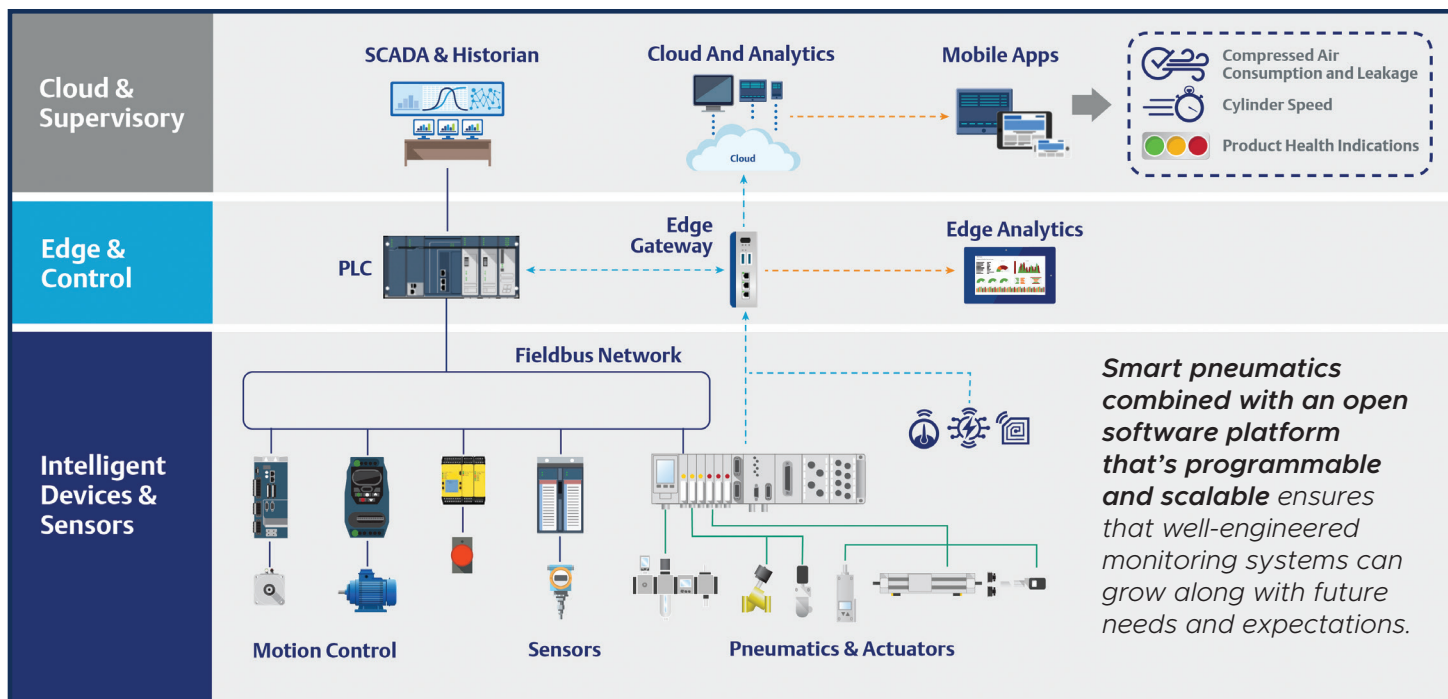 Cloud &
Supervisory
SCADA & Historian
Cloud And Analytics
Cloud
Mobile Apps
Compressed Air
Consumption and Leakage
Cylinder Speed
Product Health Indications
Edge &
Control
PLC
Edge
Gateway
Edge Analytics
Intelligent
Devices &
Sensors
Fieldbus Network
Motion Control
Sensors
Pneumatics & Actuators
Smart pneumatics
combined with an open
software platform
that's programmable
and scalable ensures
that well-engineered
monitoring systems can
grow along with future
needs and expectations.